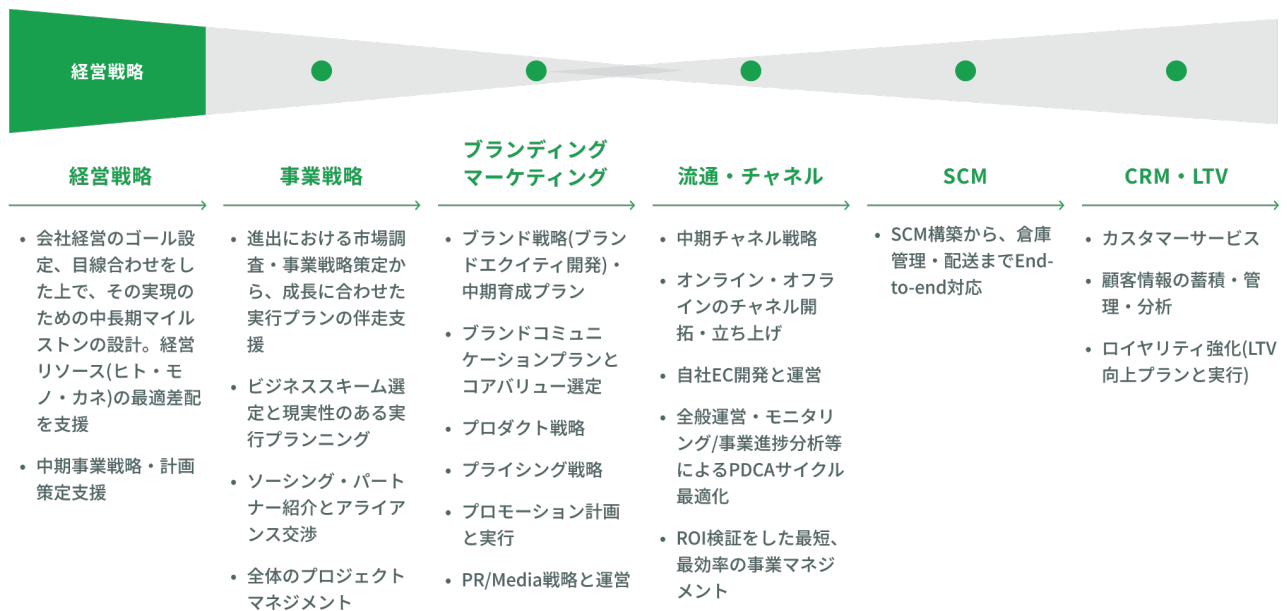 経営戦略
経営戦略
• 会社経営のゴール設
定、目線合わせをし
た上で、その実現の
ための中長期マイル
ストンの設計。経営
リソース(ヒト・モ
ノ・カネ)の最適差配
を支援
• 中期事業戦略・計画
策定支援
事業戦略
• 進出における市場調
査・事業戦略策定か
ら、成長に合わせた
実行プランの伴走支
援
• ビジネススキーム選
定と現実性のある実
行プランニング
• ソーシング・パート
ナー紹介とアライア
ンス交渉
• 全体のプロジェクト
マネジメント
ブランディング
マーケティング
• ブランド戦略(ブラン
ドエクイティ開発)・
中期育成プラン
• ブランドコミュニ
ケーションプランと
コアバリュー選定
• プロダクト戦略
• プライシング戦略
• プロモーション計画
と実行
• PR/Media戦略と運営
流通・チャネル
• 中期チャネル戦略
• オンライン・オフラ
インのチャネル開
拓・立ち上げ
• 自社EC開発と運営
• 全般運営・モニタリ
ング/事業進捗分析等
によるPDCAサイクル
最適化
• ROI検証をした最短、
最効率の事業マネジ
メント
SCM
• SCM構築から、倉庫
管理・配送までEnd-
to-end対応
CRM・LTV
• カスタマーサービス
• 顧客情報の蓄積・管
理・分析
• ロイヤリティ強化(LTV
向上プランと実行)